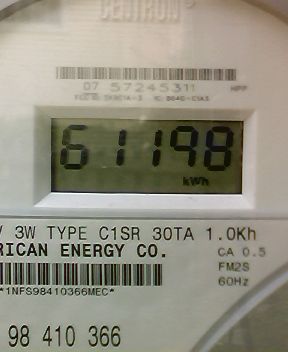 CENTRON
07 57245311
61198
kWh
3W TYPE C1SR 30TA 1.0Kh
RICAN ENERGY CO.
CA 0.5
FM2S
60Hz
*1NFS98410366MEC*
98 410 366